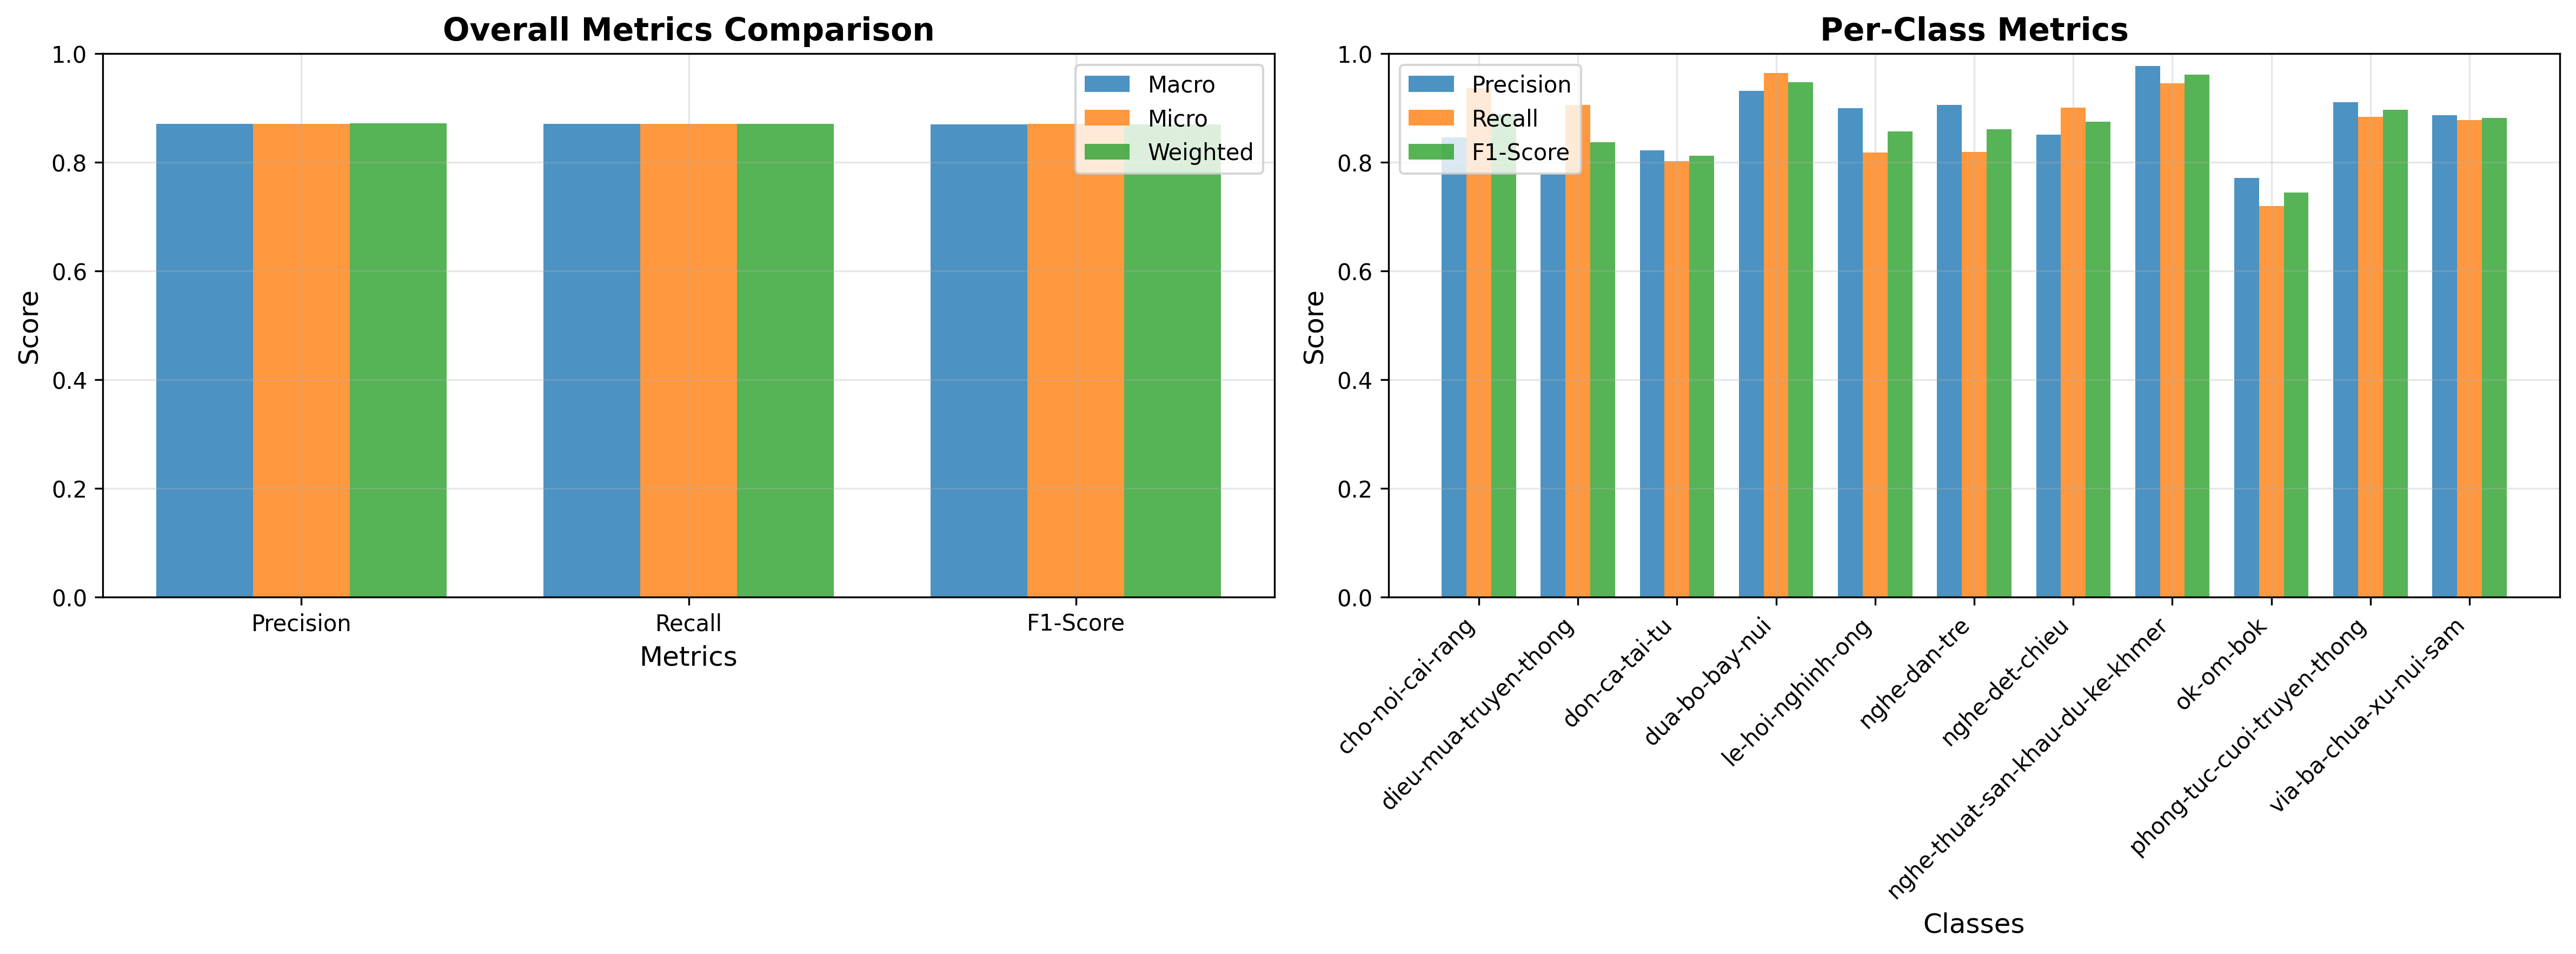 Overall Metrics Comparison
1.0
0.8
0.6
0.4
0.2
0.0
Score
Macro
Micro
Weighted
Precision
Recall
F1-Score
Metrics
Per-Class Metrics
1.0
0.8
0.6
0.4
0.2
0.0
Score
Precision
Recall
F1-Score
cho-noi-cai-rang
dieu-mua-truyen-thong
don-ca-tai-tu
dua-bo-bay-nui
le-hoi-nghinh-ong
nghe-dan-tre
nghe-det-chieu
nghe-thuat-san-khau-du-ke-khmer
ok-om-bok
phong-tuc-cuoi-truyen-thong
via-ba-chua-xu-nui-sam
Classes